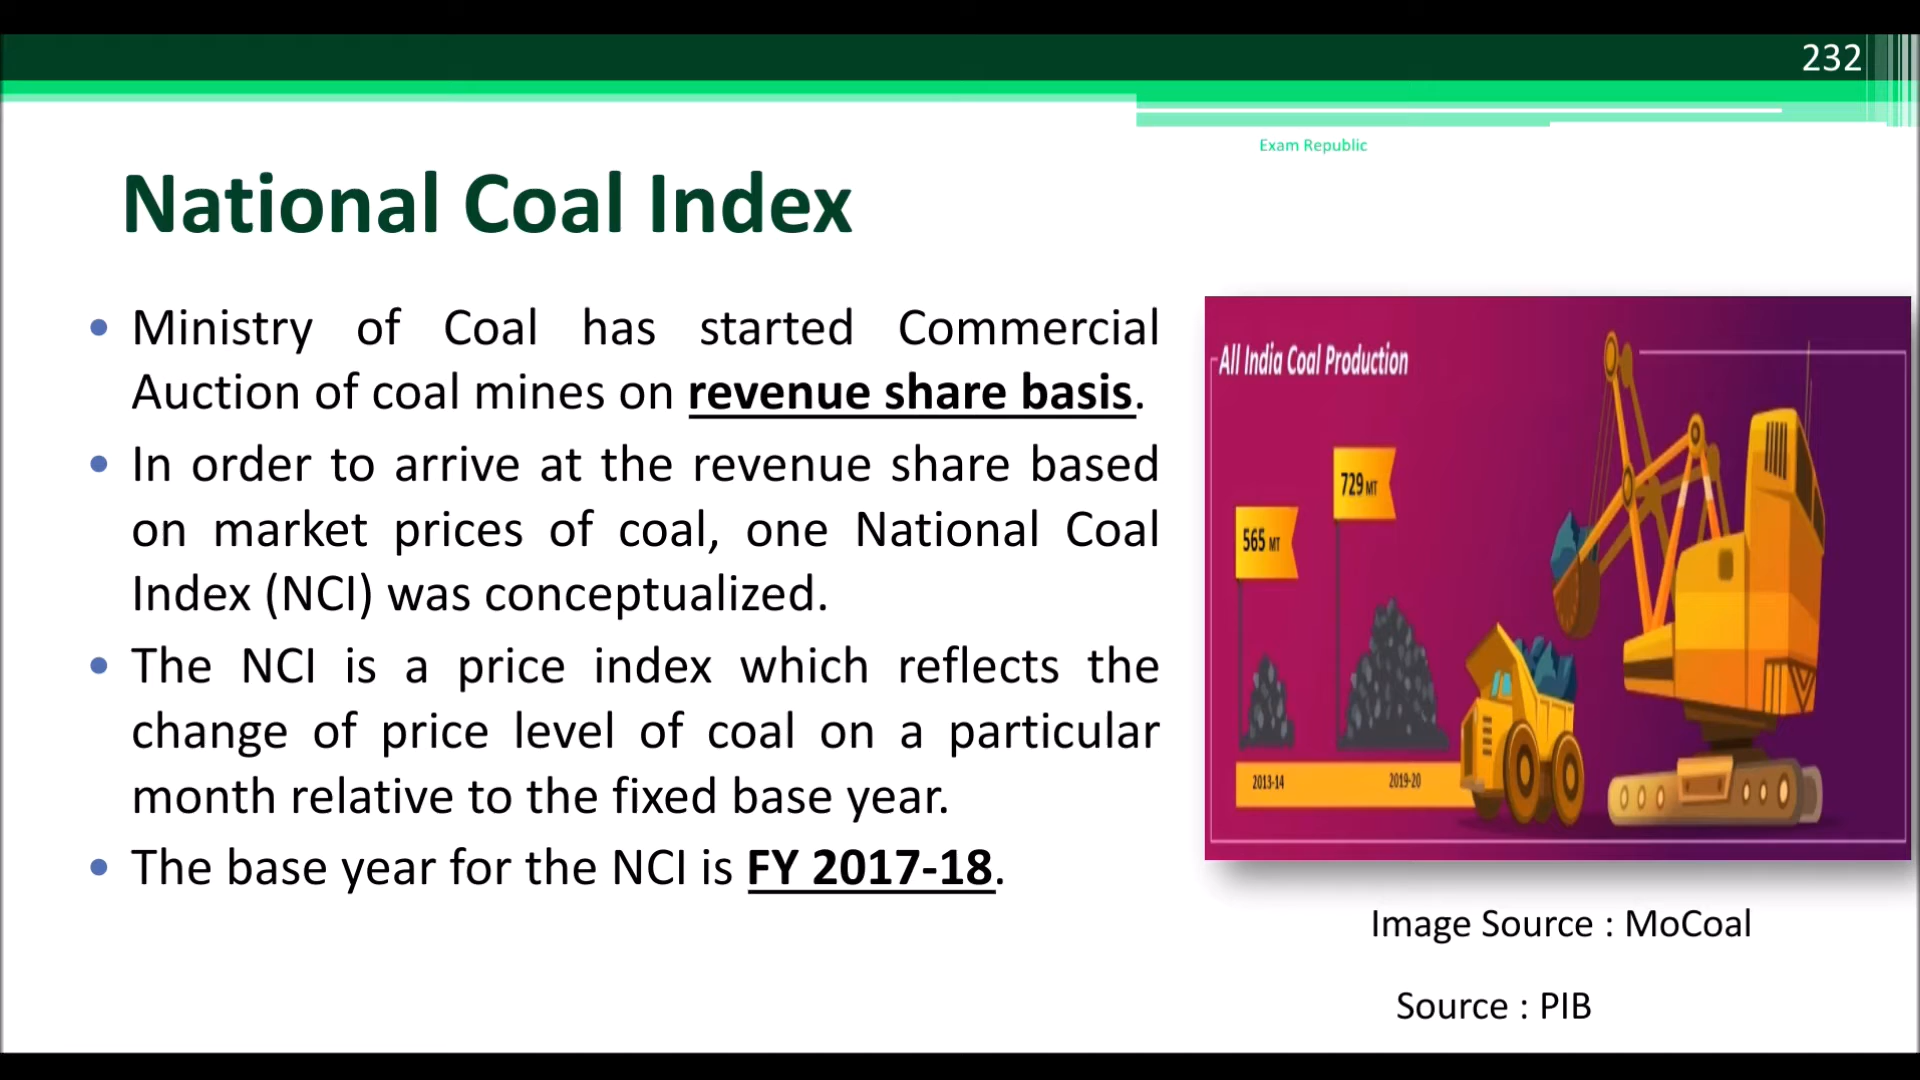 232
Exam Republic
National Coal Index
• Ministry of Coal has started Commercial
Auction of coal mines on revenue share basis.
• In order to arrive at the revenue share based
on market prices of coal, one National Coal
Index (NCI) was conceptualized.
• The NCI is a price index which reflects the
change of price level of coal on a particular
month relative to the fixed base year.
• The base year for the NCI is FY 2017-18.
All India Coal Production
729 MT
565 MT
2013-14 2019-20
Image Source : MoCoal
Source : PIB